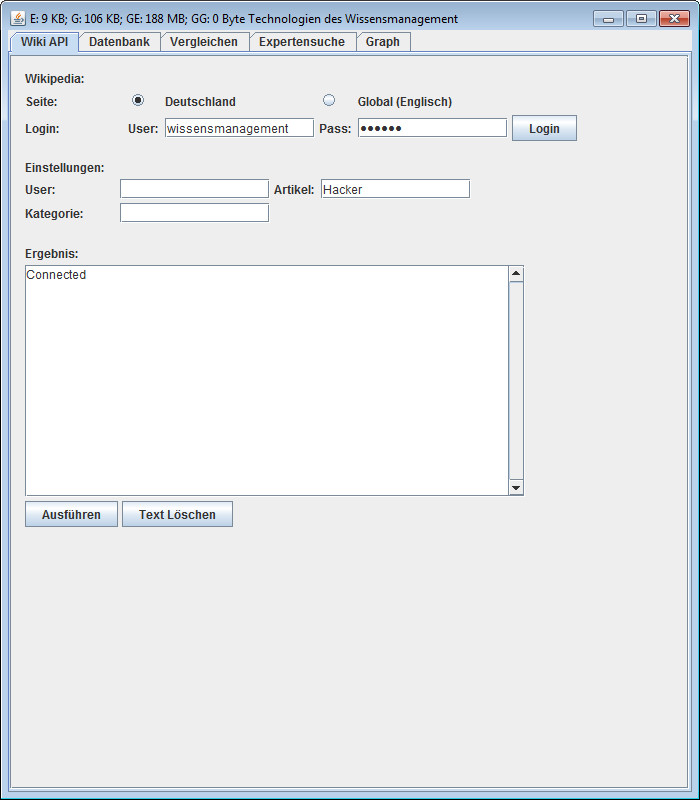 E: 9 KB; G: 106 KB; GE: 188 MB; GG: 0 Byte Technologien des Wissensmanagement
Wiki API Datenbank Vergleichen Expertensuche Graph
Wikipedia:
Seite: Deutschland Global (Englisch)
Login: User: wissensmanagement Pass: •••••• Login
Einstellungen:
User: Artikel: Hacker
Kategorie:
Ergebnis:
Connected
Ausführen Text Löschen